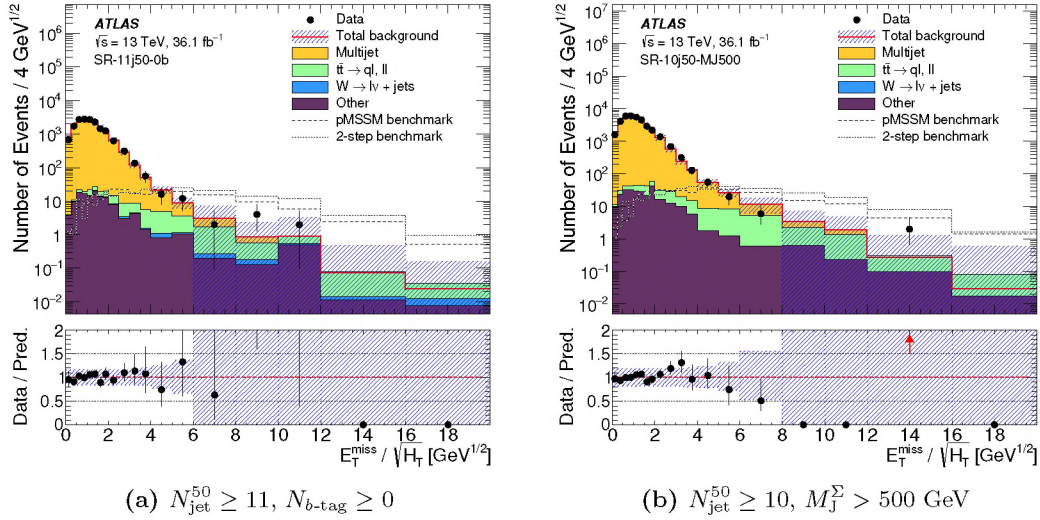 ATLAS
√s = 13 TeV, 36.1 fb⁻¹
SR-11j50-0b
Data
Total background
Multijet
tt̄ → ql, ll
W → lν + jets
Other
pMSSM benchmark
2-step benchmark
Number of Events / 4 GeV^{1/2}
10⁶
10⁵
10⁴
10³
10²
10
1
10⁻¹
10⁻²
Data / Pred.
2
1.5
1
0.5
0
0 2 4 6 8 10 12 14 16 18
E_T^{miss} / √H_T [GeV^{1/2}]
(a) N_{jet}^{50} ≥ 11, N_{b-tag} ≥ 0
ATLAS
√s = 13 TeV, 36.1 fb⁻¹
SR-10j50-MJ500
Data
Total background
Multijet
tt̄ → ql, ll
W → lν + jets
Other
pMSSM benchmark
2-step benchmark
Number of Events / 4 GeV^{1/2}
10⁷
10⁶
10⁵
10⁴
10³
10²
10
1
10⁻¹
10⁻²
Data / Pred.
2
1.5
1
0.5
0
0 2 4 6 8 10 12 14 16 18
E_T^{miss} / √H_T [GeV^{1/2}]
(b) N_{jet}^{50} ≥ 10, M_J^Σ > 500 GeV